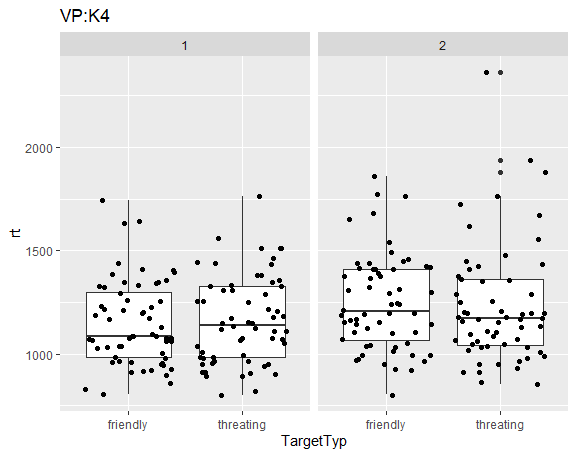 VP:K4
1 2
rt
2000
1500
1000
friendly threating friendly threating
TargetTyp